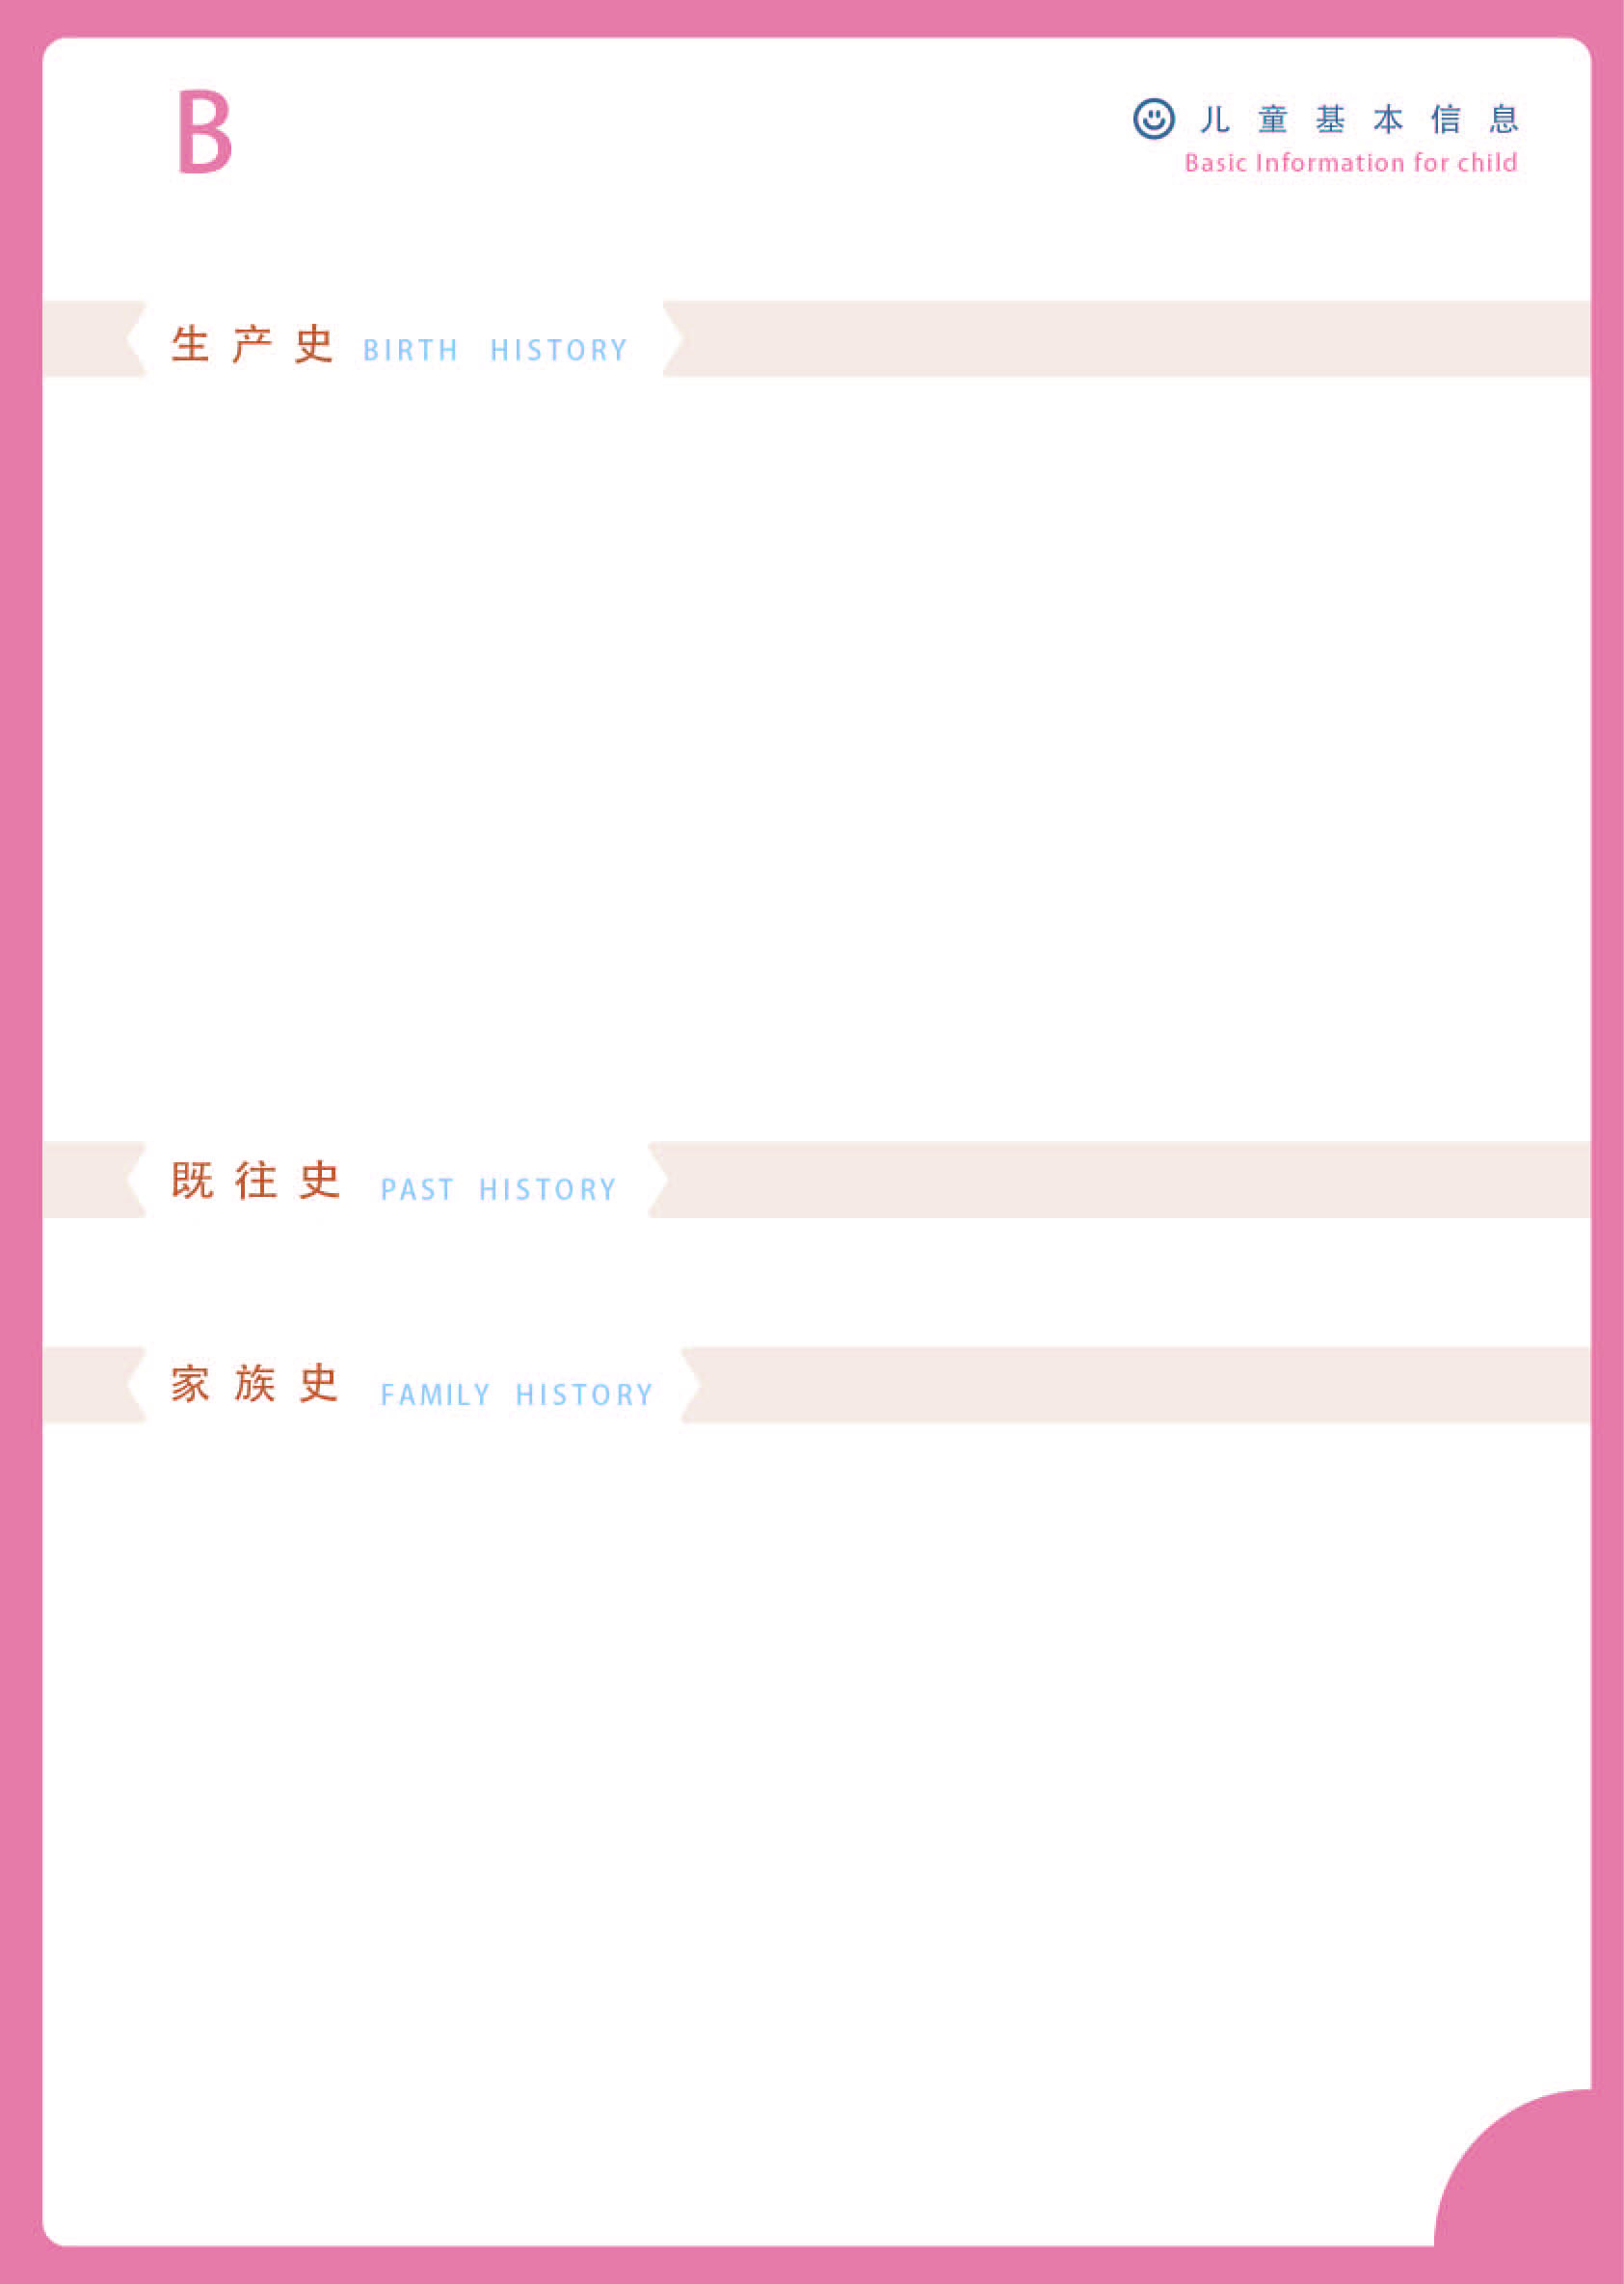 B
儿童基本信息
Basic Information for child
生产史 BIRTH HISTORY
既往史 PAST HISTORY
家族史 FAMILY HISTORY